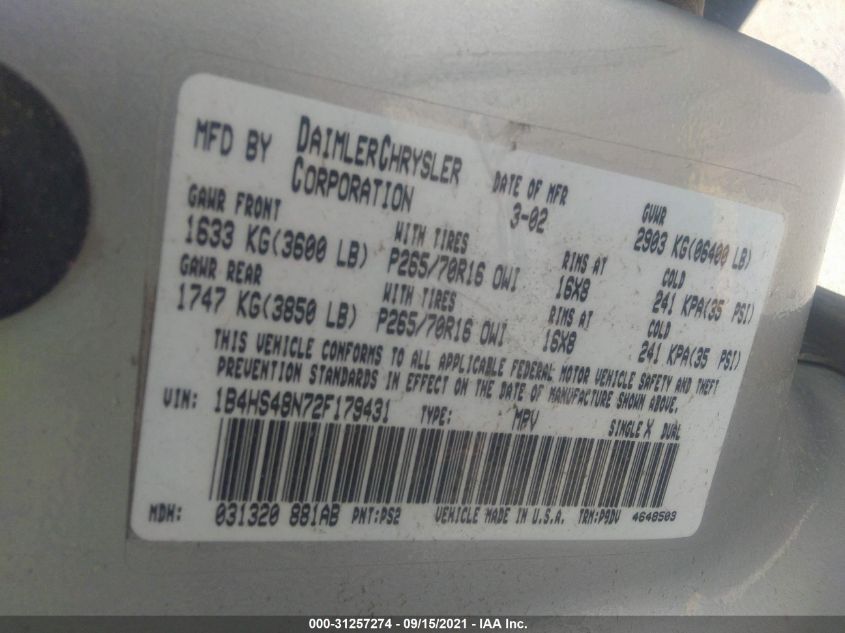 MFD BY DAIMLERCHRYSLER CORPORATION DATE OF MFR 3-02 GVWR 2903 KG(06400 LB)
GAWR FRONT WITH TIRES RIMS AT COLD
1633 KG(3600 LB) P265/70R16 OWI 16X8 241 KPA(35 PSI)
GAWR REAR WITH TIRES RIMS AT COLD
1747 KG(3850 LB) P265/70R16 OWI 16X8 241 KPA(35 PSI)
THIS VEHICLE CONFORMS TO ALL APPLICABLE FEDERAL MOTOR VEHICLE SAFETY AND THEFT
PREVENTION STANDARDS IN EFFECT ON THE DATE OF MANUFACTURE SHOWN ABOVE.
VIN: 1B4HS48N72F179431 TYPE: MPV SINGLE X DUAL
MDH: 031320 881AB PNT:PS2 VEHICLE MADE IN U.S.A. TRM:P9DV 4648503
000-31257274 - 09/15/2021 - IAA Inc.